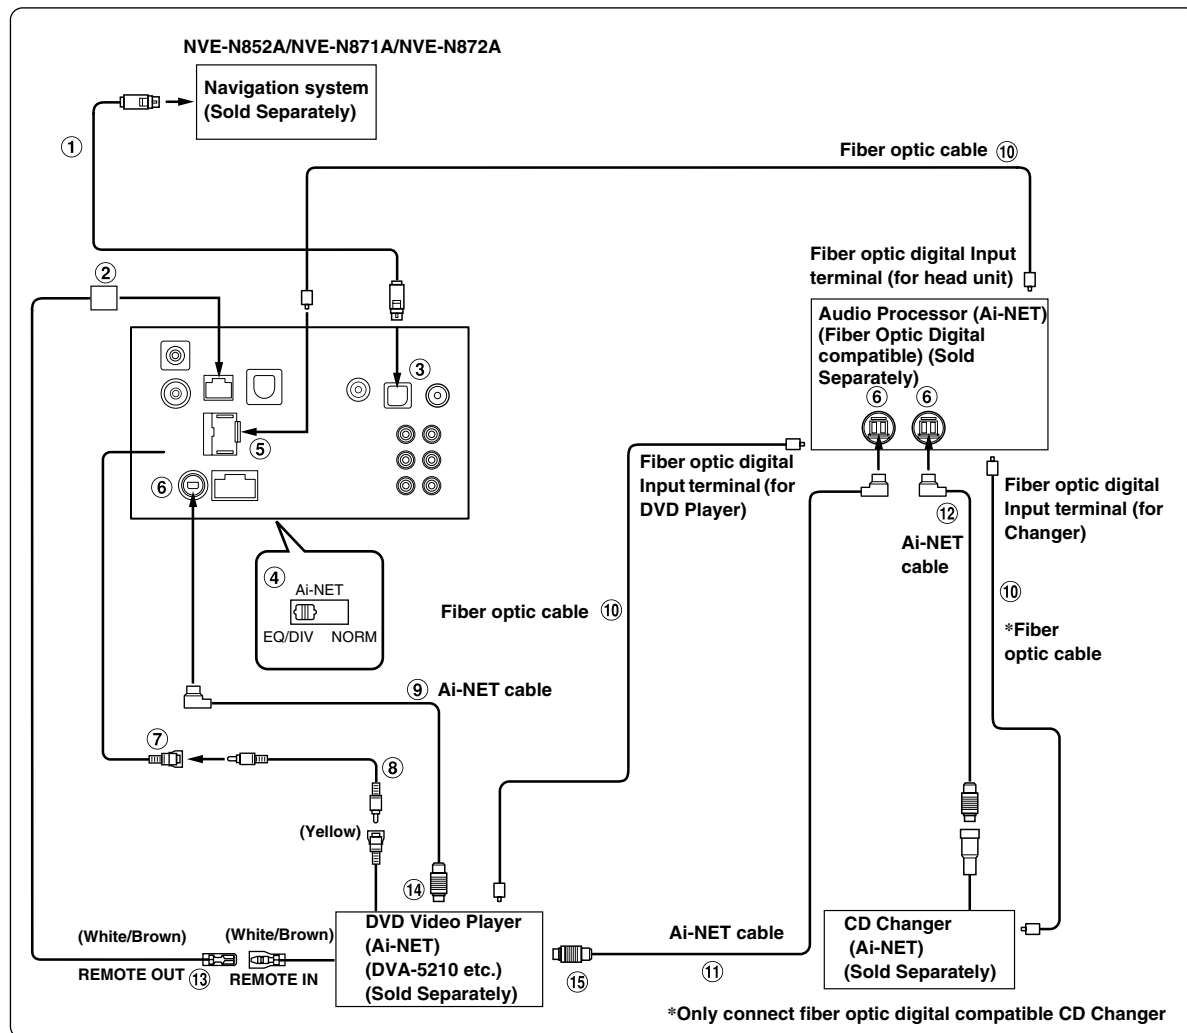 NVE-N852A/NVE-N871A/NVE-N872A
Navigation system
(Sold Separately)
①
Fiber optic cable ⑩
②
Fiber optic digital Input
terminal (for head unit)
Audio Processor (Ai-NET)
(Fiber Optic Digital
compatible) (Sold
Separately)
③
⑥ ⑥
⑤
⑥
Fiber optic digital
Input terminal (for
DVD Player)
Fiber optic digital
Input terminal (for
Changer)
⑫
Ai-NET
cable
④
Ai-NET
EQ/DIV NORM
Fiber optic cable ⑩
⑩
*Fiber
optic cable
⑨ Ai-NET cable
⑦
⑧
(Yellow)
⑭
DVD Video Player
(Ai-NET)
(DVA-5210 etc.)
(Sold Separately)
(White/Brown)
REMOTE OUT ⑬
(White/Brown)
REMOTE IN
⑮
Ai-NET cable
⑪
CD Changer
(Ai-NET)
(Sold Separately)
*Only connect fiber optic digital compatible CD Changer